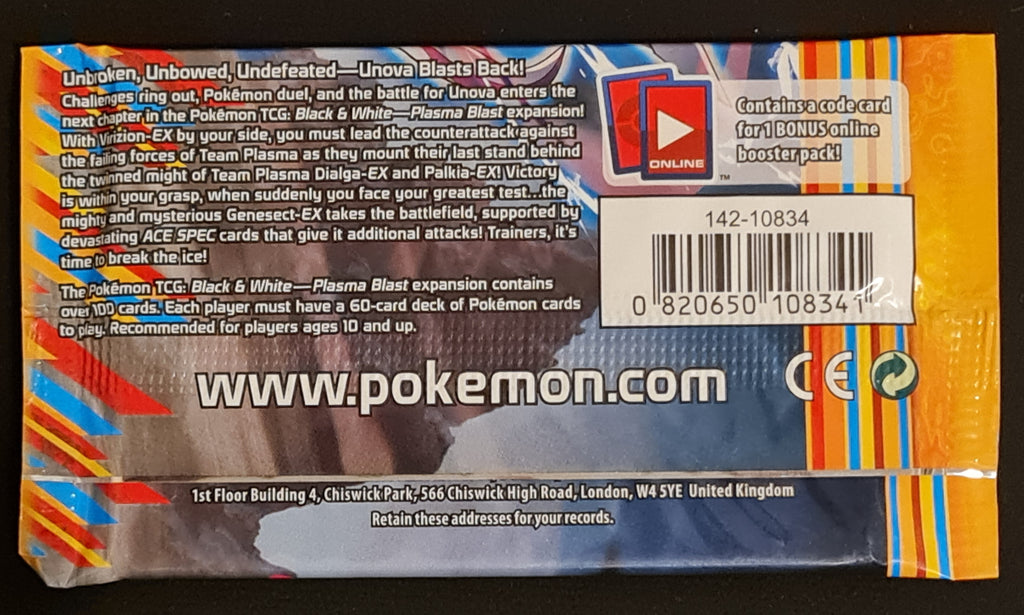 Unbroken, Unbowed, Undefeated—Unova Blasts Back!
Challenges ring out, Pokémon duel, and the battle for Unova enters the
next chapter in the Pokémon TCG: Black & White—Plasma Blast expansion!
With Virizion-EX by your side, you must lead the counterattack against
the failing forces of Team Plasma as they mount their last stand behind
the twinned might of Team Plasma Dialga-EX and Palkia-EX! Victory
is within your grasp, when suddenly you face your greatest test...the
mighty and mysterious Genesect-EX takes the battlefield, supported by
devastating ACE SPEC cards that give it additional attacks! Trainers, it's
time to break the ice!
The Pokémon TCG: Black & White—Plasma Blast expansion contains
over 100 cards. Each player must have a 60-card deck of Pokémon cards
to play. Recommended for players ages 10 and up.
ONLINE
™
Contains a code card
for 1 BONUS online
booster pack!
142-10834
0 820650 108341
www.pokemon.com
CE
1st Floor Building 4, Chiswick Park, 566 Chiswick High Road, London, W4 5YE United Kingdom
Retain these addresses for your records.